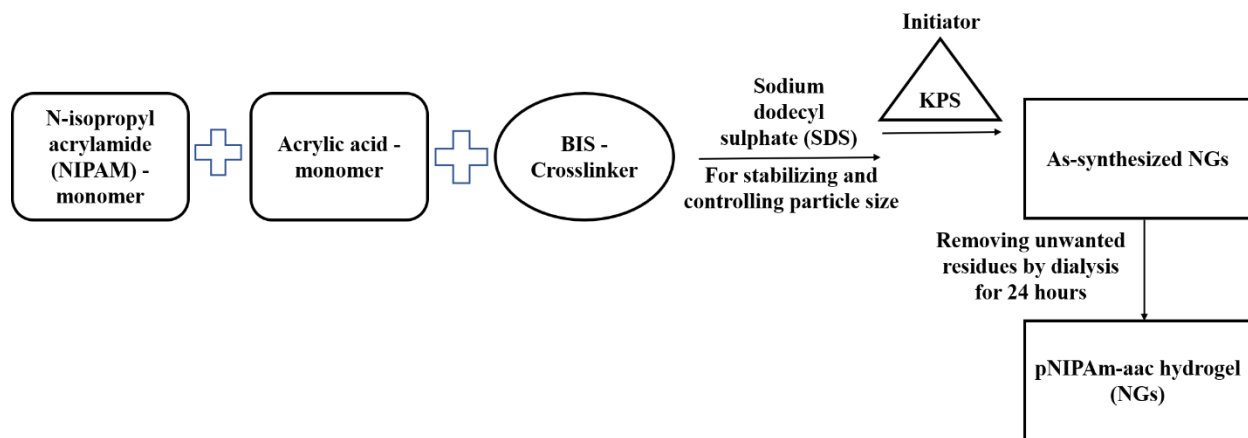 N-isopropyl
acrylamide
(NIPAM) -
monomer
Acrylic acid -
monomer
BIS -
Crosslinker
Sodium
dodecyl
sulphate (SDS)
For stabilizing and
controlling particle size
Initiator
KPS
As-synthesized NGs
Removing unwanted
residues by dialysis
for 24 hours
pNIPAm-aac hydrogel
(NGs)